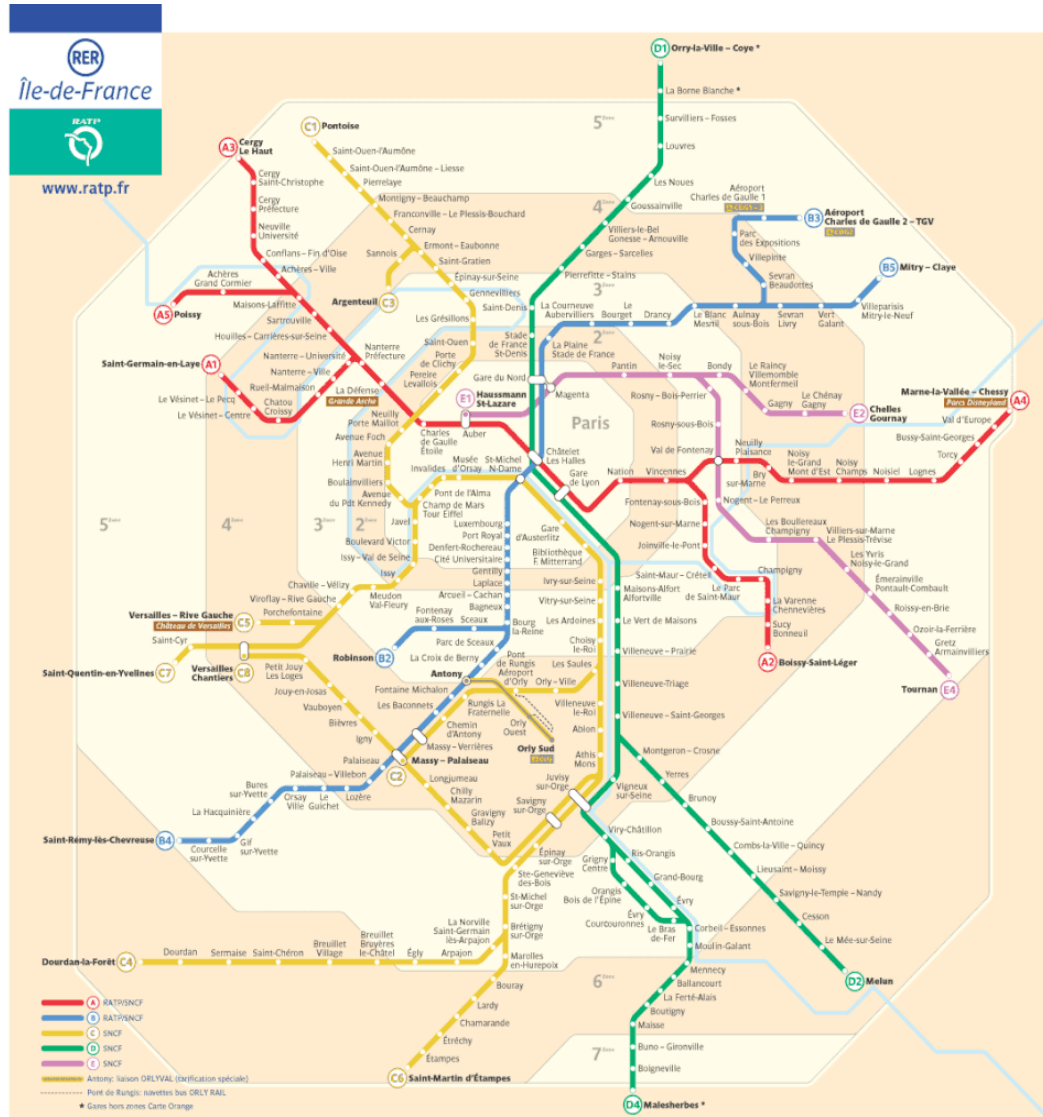 RER
Île-de-France
RATP
www.ratp.fr
D1 Orry-la-Ville – Coye *
La Borne Blanche *
Survilliers – Fosses
Louvres
Les Noues
Goussainville
Villiers-le-Bel
Gonesse – Arnouville
Garges – Sarcelles
Pierrefitte – Stains
Saint-Denis
Stade
de France
St-Denis
5 Zone
4 Zone
3 Zone
2 Zone
C1 Pontoise
Saint-Ouen-l'Aumône
Saint-Ouen-l'Aumône – Liesse
Pierrelaye
Montigny – Beauchamp
Franconville – Le Plessis-Bouchard
Cernay
Ermont – Eaubonne
Sannois
Saint-Gratien
Argenteuil C3
Épinay-sur-Seine
Gennevilliers
Les Grésillons
Saint-Ouen
Porte
de Clichy
Pereire
Levallois
Neuilly
Porte Maillot
Avenue Foch
Avenue
Henri Martin
Boulainvilliers
Avenue
du Pdt Kennedy
A3 Cergy
Le Haut
Cergy
Saint-Christophe
Cergy
Préfecture
Neuville
Université
Conflans – Fin d'Oise
Achères – Ville
Achères
Grand Cormier
A5 Poissy
Maisons-Laffitte
Sartrouville
Houilles – Carrières-sur-Seine
Saint-Germain-en-Laye A1
Nanterre – Université
Nanterre
Préfecture
Nanterre – Ville
Rueil-Malmaison
Le Vésinet – Le Pecq
Chatou
Croissy
Le Vésinet – Centre
La Défense
Grande Arche
Charles
de Gaulle
Étoile
Auber
E1 Haussmann
St-Lazare
Gare du Nord
Magenta
Paris
Châtelet
Les Halles
Gare
de Lyon
Aéroport
Charles de Gaulle 1
B3 Aéroport
Charles de Gaulle 2 – TGV
Parc
des Expositions
Villepinte
Sevran
Beaudottes
B5 Mitry – Claye
Villeparisis
Mitry-le-Neuf
Vert
Galant
Sevran
Livry
Aulnay
sous-Bois
Le Blanc
Mesnil
Drancy
Le
Bourget
La Courneuve
Aubervilliers
La Plaine
Stade de France
Pantin
Noisy
le-Sec
Bondy
Le Raincy
Villemomble
Montfermeil
Gagny
Le Chénay
Gagny
E2 Chelles
Gournay
Rosny – Bois-Perrier
Rosny-sous-Bois
Val de Fontenay
Marne-la-Vallée – Chessy
Parcs Disneyland
A4
Val d'Europe
Bussy-Saint-Georges
Torcy
Lognes
Noisiel
Noisy
Champs
Noisy
le-Grand
Mont d'Est
Bry
sur-Marne
Neuilly
Plaisance
Nation
Vincennes
Fontenay-sous-Bois
Nogent-sur-Marne
Joinville-le-Pont
Saint-Maur – Créteil
Le Parc
de Saint-Maur
Champigny
La Varenne
Chennevières
Sucy
Bonneuil
A2 Boissy-Saint-Léger
Nogent – Le Perreux
Les Boullereaux
Champigny
Villiers-sur-Marne
Le Plessis-Trévise
Les Yvris
Noisy-le-Grand
Émerainville
Pontault-Combault
Roissy-en-Brie
Ozoir-la-Ferrière
Gretz
Armainvilliers
Tournan E4
Invalides
Musée
d'Orsay
St-Michel
N-Dame
Pont de l'Alma
Champ de Mars
Tour Eiffel
Javel
Boulevard Victor
Issy – Val de Seine
Issy
Meudon
Val-Fleury
Chaville – Vélizy
Viroflay – Rive Gauche
Porchefontaine
Versailles – Rive Gauche
Château de Versailles
C5
Saint-Cyr
Saint-Quentin-en-Yvelines C7
Versailles
Chantiers
C8
Petit Jouy
Les Loges
Jouy-en-Josas
Vauboyen
Bièvres
Igny
5 Zone
4 Zone
3 Zone
2 Zone
Luxembourg
Port Royal
Denfert-Rochereau
Cité Universitaire
Gentilly
Laplace
Arcueil – Cachan
Bagneux
Bourg
la-Reine
Fontenay
aux-Roses
Sceaux
Robinson B2
Parc de Sceaux
La Croix de Berny
Antony
Fontaine Michalon
Les Baconnets
Massy – Verrières
Chemin
d'Antony
Rungis La
Fraternelle
Pont
de Rungis
Aéroport
d'Orly
Orly – Ville
Les Saules
Orly
Ouest
Orly Sud
Gare
d'Austerlitz
Bibliothèque
F. Mitterrand
Ivry-sur-Seine
Vitry-sur-Seine
Les Ardoines
Choisy
le-Roi
Villeneuve
le-Roi
Ablon
Athis
Mons
Juvisy
sur-Orge
Savigny
sur-Orge
Maisons-Alfort
Alfortville
Le Vert de Maisons
Villeneuve – Prairie
Villeneuve-Triage
Villeneuve – Saint-Georges
Montgeron – Crosne
Yerres
Brunoy
Boussy-Saint-Antoine
Combs-la-Ville – Quincy
Lieusaint – Moissy
Savigny-le-Temple – Nandy
Cesson
Le Mée-sur-Seine
D2 Melun
Vigneux
sur-Seine
Viry-Châtillon
Ris-Orangis
Grand-Bourg
Évry
Corbeil – Essonnes
Grigny
Centre
Orangis
Bois de l'Épine
Évry
Courcouronnes
Le Bras
de-Fer
Moulin-Galant
Mennecy
Ballancourt
La Ferté-Alais
Boutigny
Maisse
Buno – Gironville
Boigneville
D4 Malesherbes *
6 Zone
7 Zone
Palaiseau
C2 Massy – Palaiseau
Palaiseau – Villebon
Lozère
Le
Guichet
Orsay
Ville
Bures
sur-Yvette
La Hacquinière
Gif
sur-Yvette
Courcelle
sur-Yvette
Saint-Rémy-lès-Chevreuse B4
Longjumeau
Chilly
Mazarin
Gravigny
Balizy
Petit
Vaux
Épinay
sur-Orge
Ste-Geneviève
des-Bois
St-Michel
sur-Orge
Brétigny
sur-Orge
Marolles
en-Hurepoix
Bouray
Lardy
Chamarande
Étréchy
Étampes
C6 Saint-Martin d'Étampes
La Norville
Saint-Germain
lès-Arpajon
Arpajon
Égly
Breuillet
Bruyères
le-Châtel
Breuillet
Village
Saint-Chéron
Sermaise
Dourdan
Dourdan-la-Forêt C4
A RATP/SNCF
B RATP/SNCF
C SNCF
D SNCF
E SNCF
Antony: liaison ORLYVAL (tarification spéciale)
Pont de Rungis: navettes bus ORLY RAIL
* Gares hors zones Carte Orange